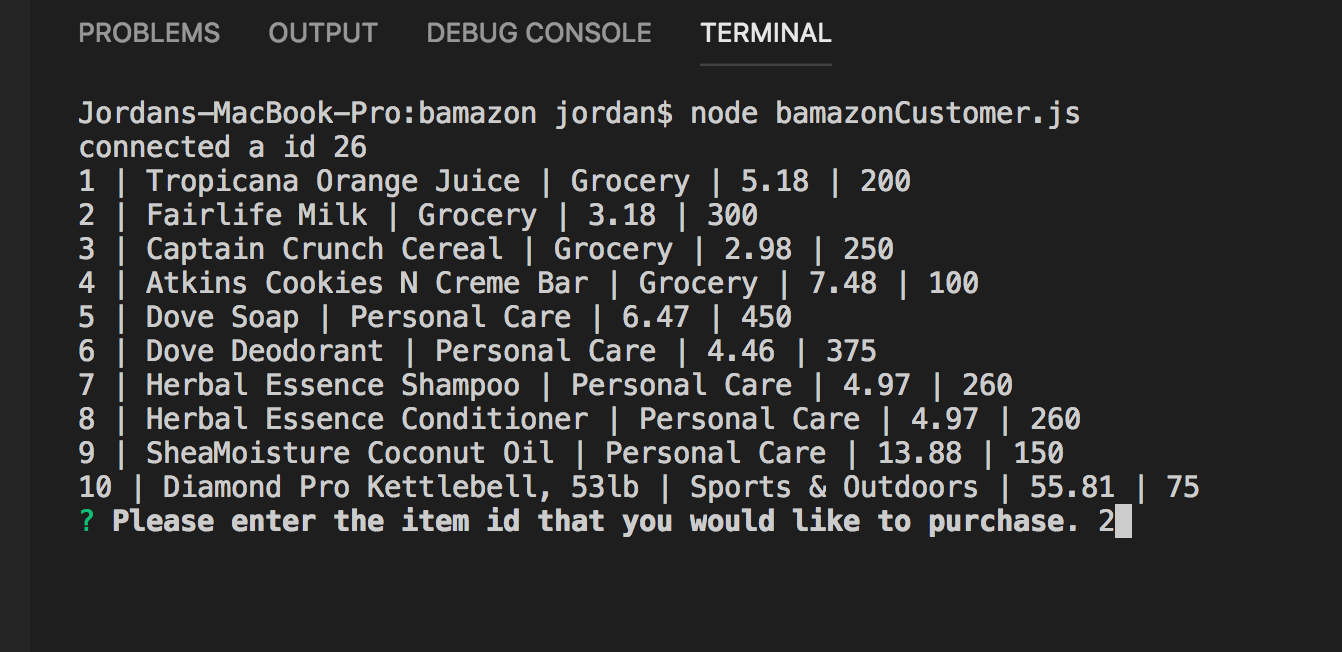 PROBLEMS OUTPUT DEBUG CONSOLE TERMINAL
Jordans-MacBook-Pro:bamazon jordan$ node bamazonCustomer.js
connected a id 26
1 | Tropicana Orange Juice | Grocery | 5.18 | 200
2 | Fairlife Milk | Grocery | 3.18 | 300
3 | Captain Crunch Cereal | Grocery | 2.98 | 250
4 | Atkins Cookies N Creme Bar | Grocery | 7.48 | 100
5 | Dove Soap | Personal Care | 6.47 | 450
6 | Dove Deodorant | Personal Care | 4.46 | 375
7 | Herbal Essence Shampoo | Personal Care | 4.97 | 260
8 | Herbal Essence Conditioner | Personal Care | 4.97 | 260
9 | SheaMoisture Coconut Oil | Personal Care | 13.88 | 150
10 | Diamond Pro Kettlebell, 53lb | Sports & Outdoors | 55.81 | 75
? Please enter the item id that you would like to purchase. 2